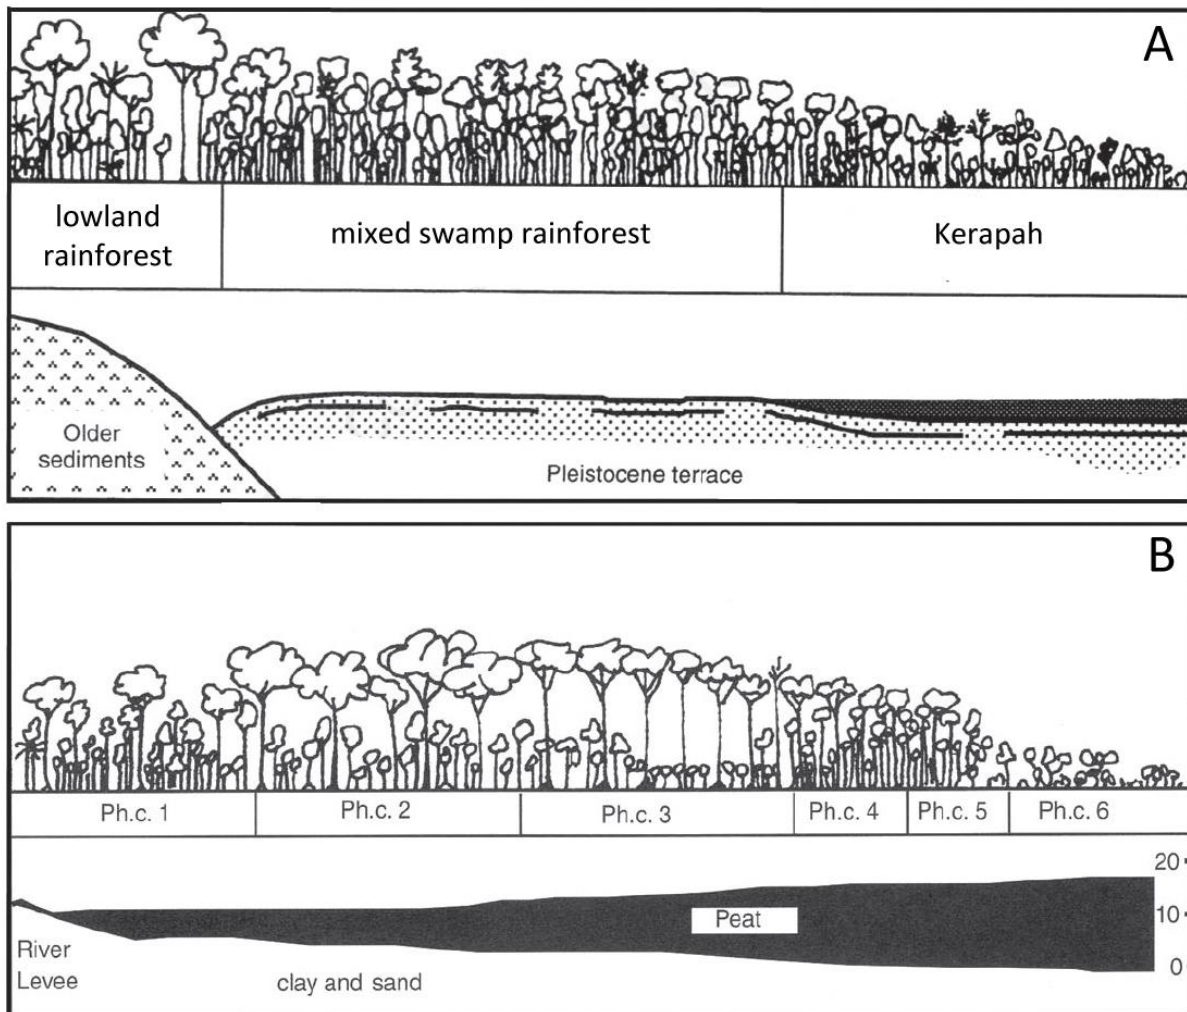 A
lowland
rainforest
mixed swamp rainforest
Kerapah
Older
sediments
Pleistocene terrace
B
Ph.c. 1
Ph.c. 2
Ph.c. 3
Ph.c. 4
Ph.c. 5
Ph.c. 6
20
Peat
10
River
Levee
clay and sand
0